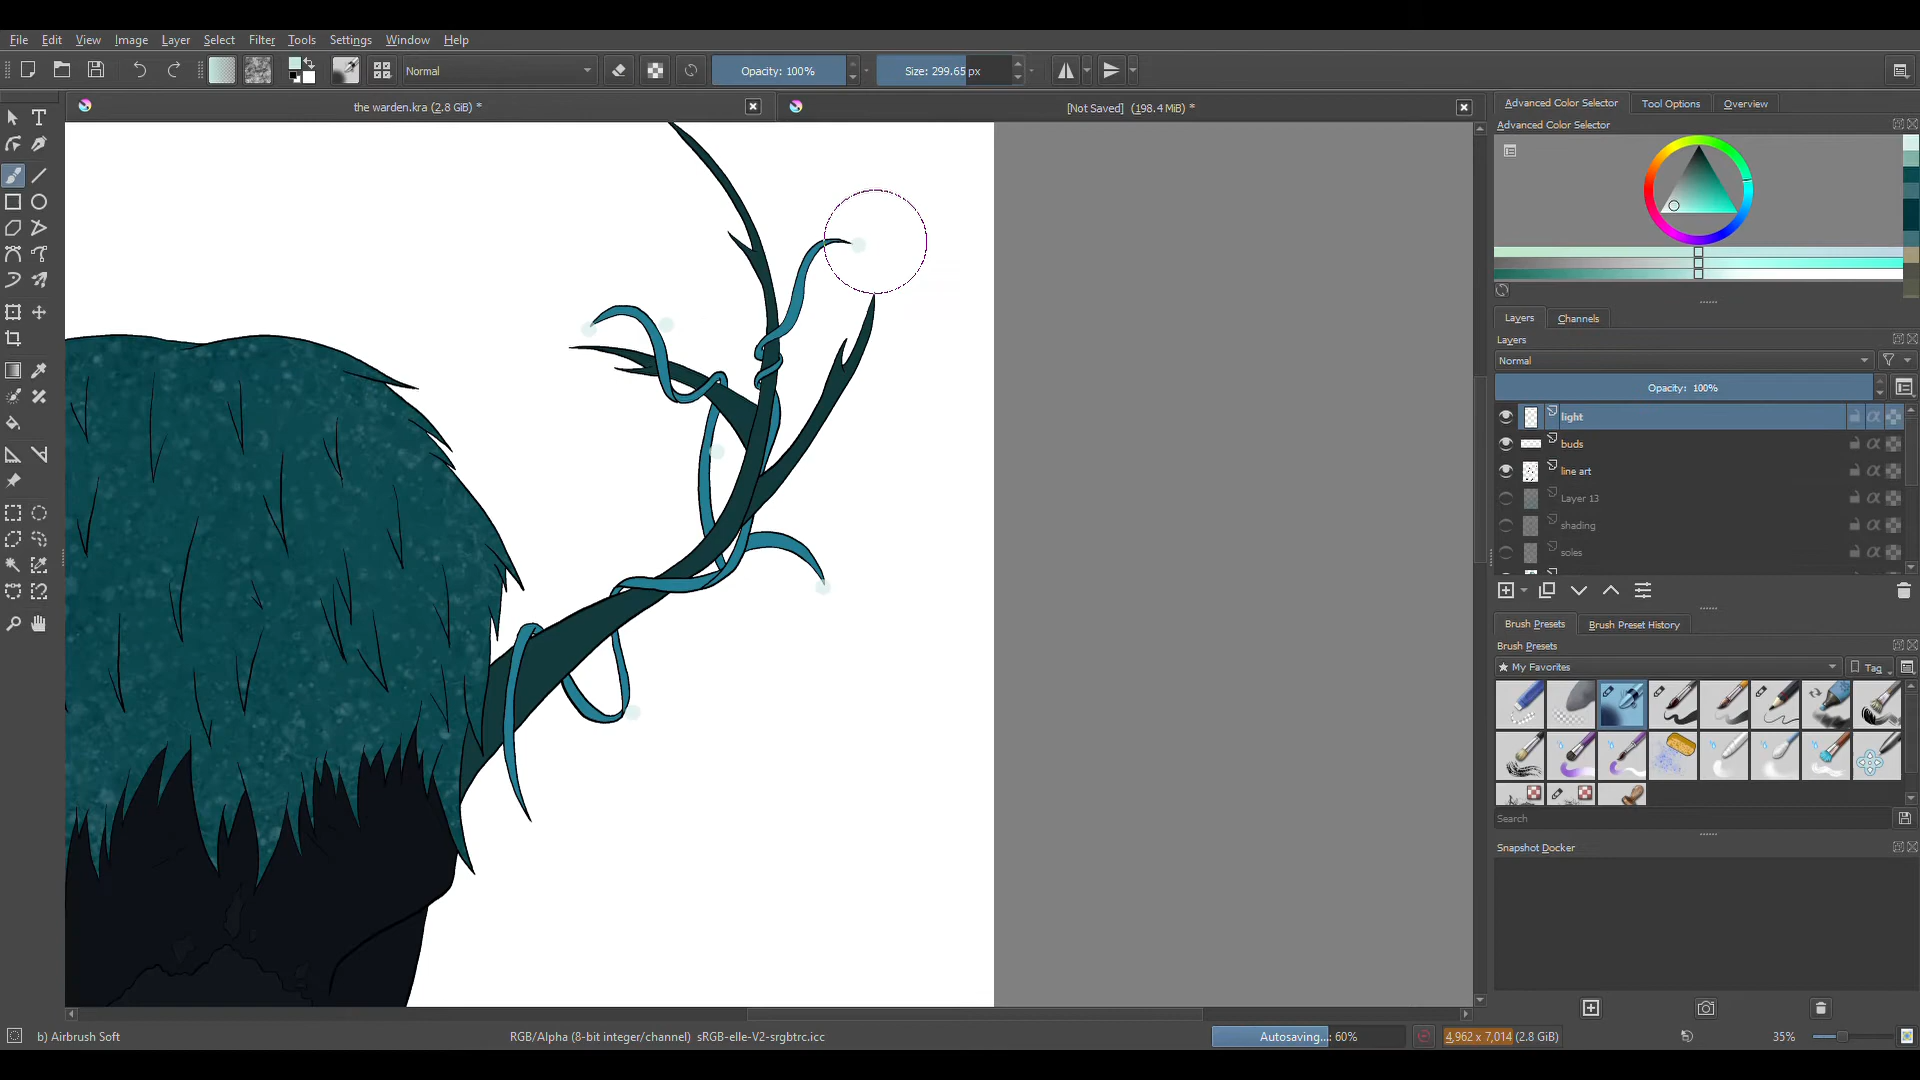 File Edit View Image Layer Select Filter Tools Settings Window Help
Normal Opacity: 100% Size: 299.65 px
the warden.kra (2.8 GiB) * [Not Saved] (198.4 MiB) *
Advanced Color Selector Tool Options Overview
Advanced Color Selector
Layers Channels
Layers
Normal
Opacity: 100%
light
buds
line art
Layer 13
shading
soles
Brush Presets Brush Preset History
Brush Presets
My Favorites Tag
Search
Snapshot Docker
b) Airbrush Soft RGB/Alpha (8-bit integer/channel) sRGB-elle-V2-srgbtrc.icc Autosaving...: 60% 4,962 x 7,014 (2.8 GiB) 35%